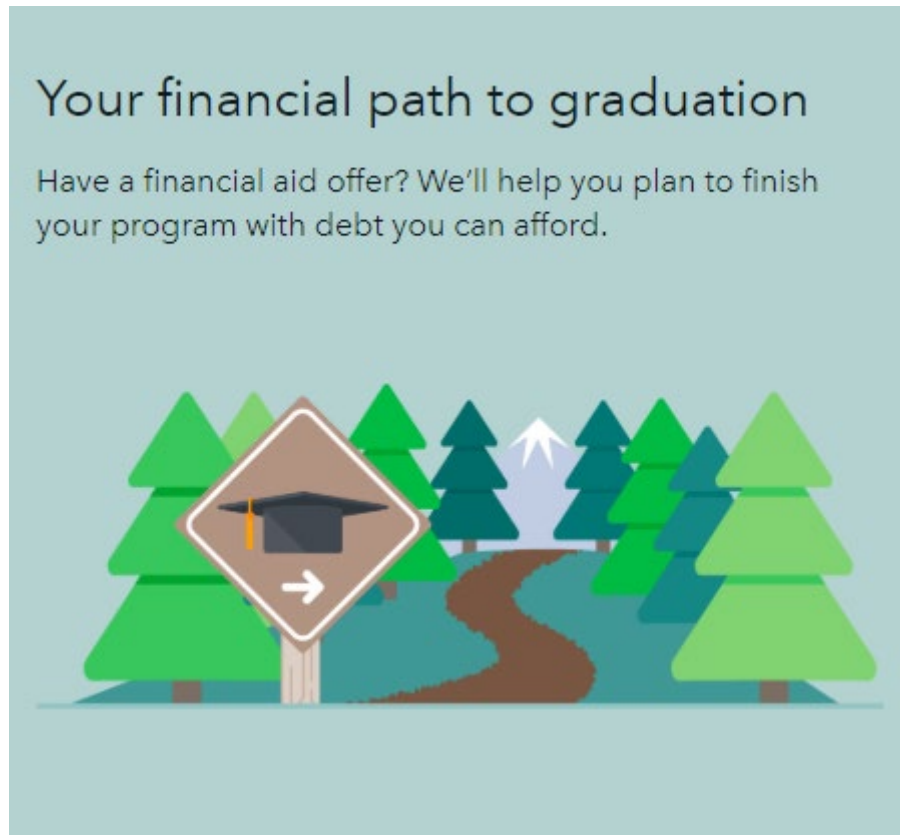 Your financial path to graduation
Have a financial aid offer? We’ll help you plan to finish
your program with debt you can afford.